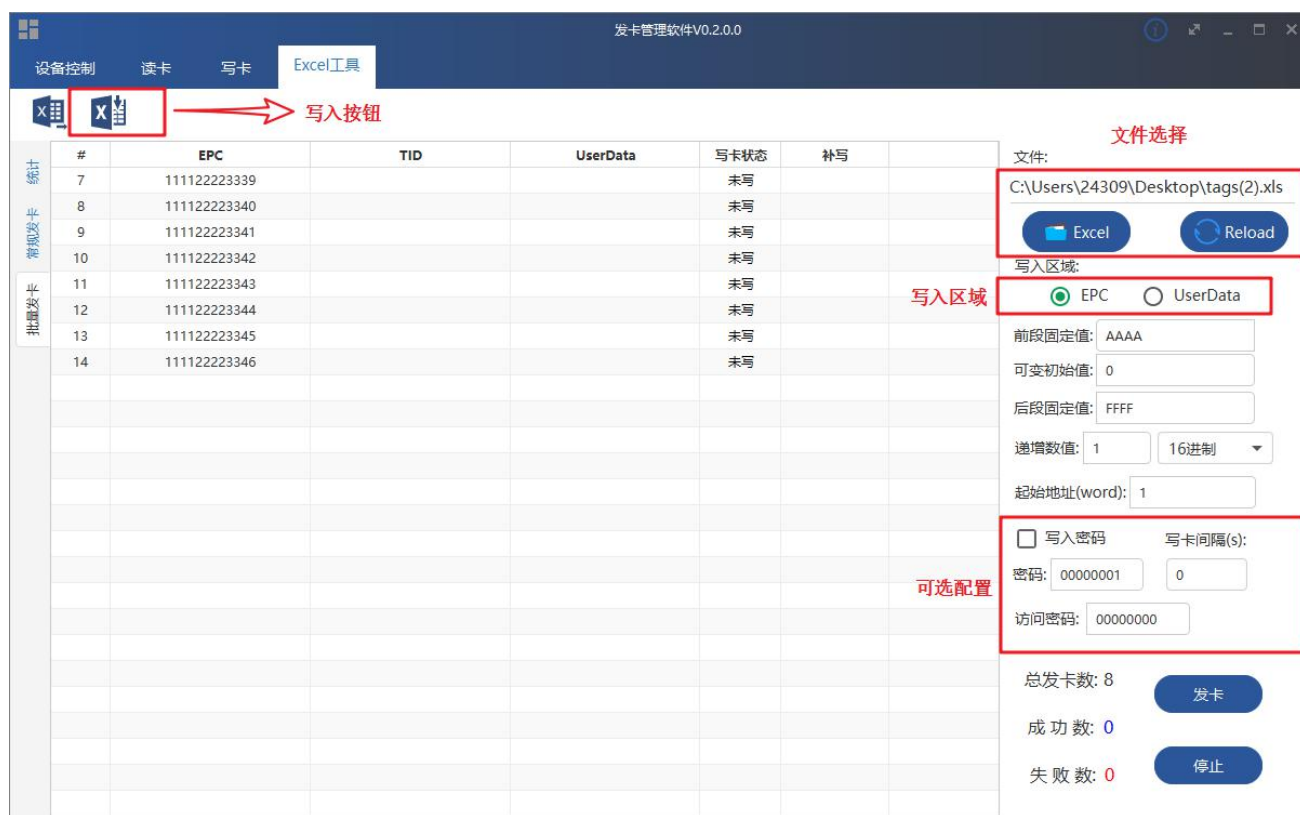 发卡管理软件V0.2.0.0
设备控制 读卡 写卡 Excel工具
写入按钮
文件选择
统计
常规发卡
批量发卡
# EPC TID UserData 写卡状态 补写
7 111122223339 未写
8 111122223340 未写
9 111122223341 未写
10 111122223342 未写
11 111122223343 未写
12 111122223344 未写
13 111122223345 未写
14 111122223346 未写
文件:
C:\Users\24309\Desktop\tags(2).xls
Excel Reload
写入区域:
写入区域
EPC UserData
前段固定值: AAAA
可变初始值: 0
后段固定值: FFFF
递增数值: 1 16进制
起始地址(word): 1
可选配置
写入密码 写卡间隔(s):
密码: 00000001 0
访问密码: 00000000
总发卡数: 8 发卡
成 功 数: 0
失 败 数: 0 停止